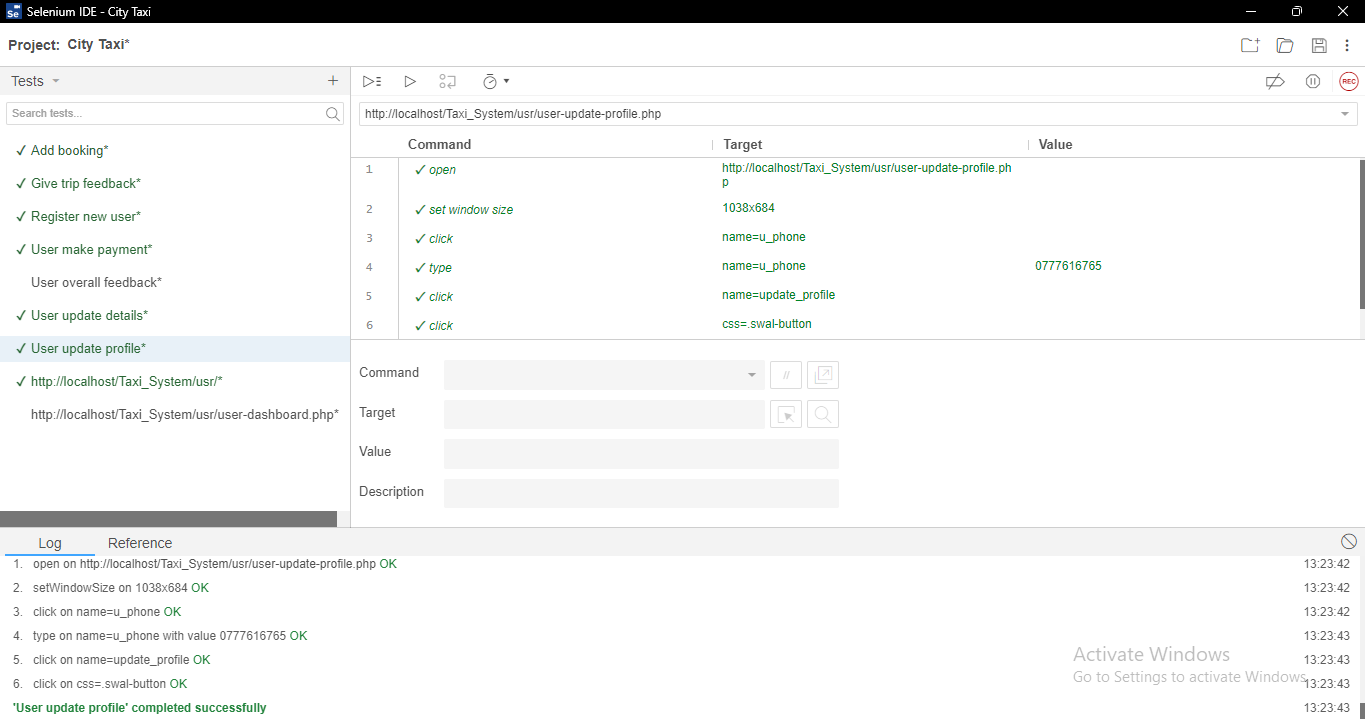 Selenium IDE - City Taxi
Project: City Taxi*
Tests
Search tests...
✓ Add booking*
✓ Give trip feedback*
✓ Register new user*
✓ User make payment*
User overall feedback*
✓ User update details*
✓ User update profile*
✓ http://localhost/Taxi_System/usr/*
http://localhost/Taxi_System/usr/user-dashboard.php*
REC
http://localhost/Taxi_System/usr/user-update-profile.php
Command Target Value
1 ✓ open http://localhost/Taxi_System/usr/user-update-profile.ph
p
2 ✓ set window size 1038x684
3 ✓ click name=u_phone
4 ✓ type name=u_phone 0777616765
5 ✓ click name=update_profile
6 ✓ click css=.swal-button
Command //
Target
Value
Description
Log Reference
1. open on http://localhost/Taxi_System/usr/user-update-profile.php OK 13:23:42
2. setWindowSize on 1038x684 OK 13:23:42
3. click on name=u_phone OK 13:23:42
4. type on name=u_phone with value 0777616765 OK 13:23:43
5. click on name=update_profile OK 13:23:43
6. click on css=.swal-button OK 13:23:43
'User update profile' completed successfully 13:23:43
Activate Windows
Go to Settings to activate Windows.